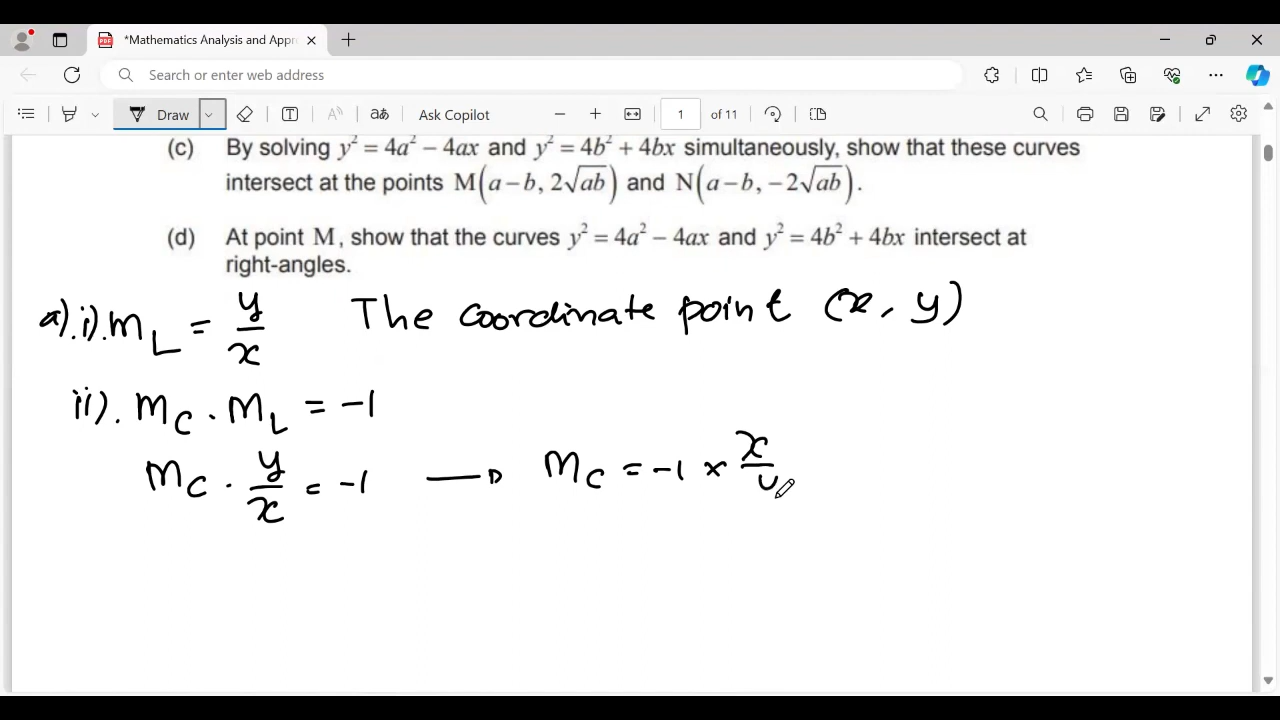 *Mathematics Analysis and Appr
Search or enter web address
Draw
aあ
Ask Copilot
1 of 11
(c) By solving y² = 4a² − 4ax and y² = 4b² + 4bx simultaneously, show that these curves
intersect at the points M(a−b, 2√ab) and N(a−b, −2√ab).
(d) At point M, show that the curves y² = 4a² − 4ax and y² = 4b² + 4bx intersect at
right-angles.
a).i). m_L = y/x The coordinate point (x, y)
ii). m_C . m_L = -1
m_C . y/x = -1 → m_C = -1 × x/